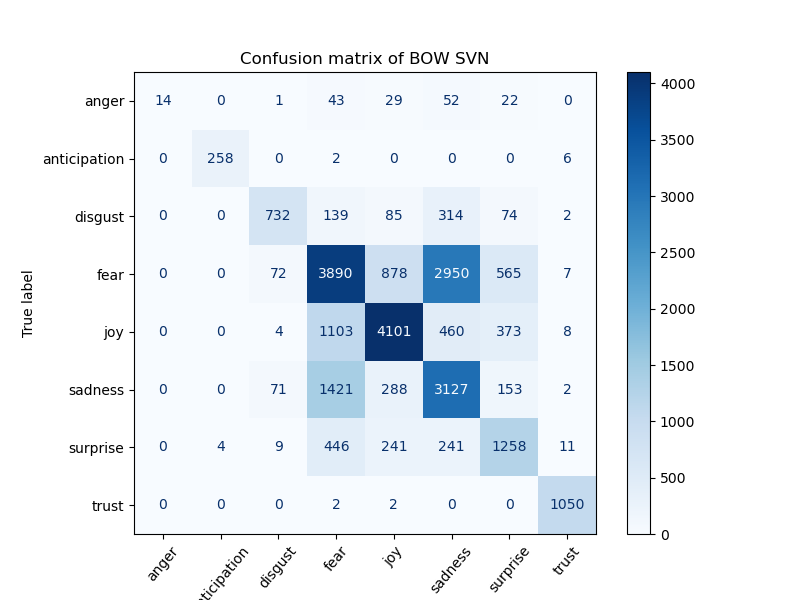 Confusion matrix of BOW SVN
True label
anger 14 0 1 43 29 52 22 0
anticipation 0 258 0 2 0 0 0 6
disgust 0 0 732 139 85 314 74 2
fear 0 0 72 3890 878 2950 565 7
joy 0 0 4 1103 4101 460 373 8
sadness 0 0 71 1421 288 3127 153 2
surprise 0 4 9 446 241 241 1258 11
trust 0 0 0 2 2 0 0 1050
anger ticipation disgust fear joy sadness surprise trust
4000
3500
3000
2500
2000
1500
1000
500
0